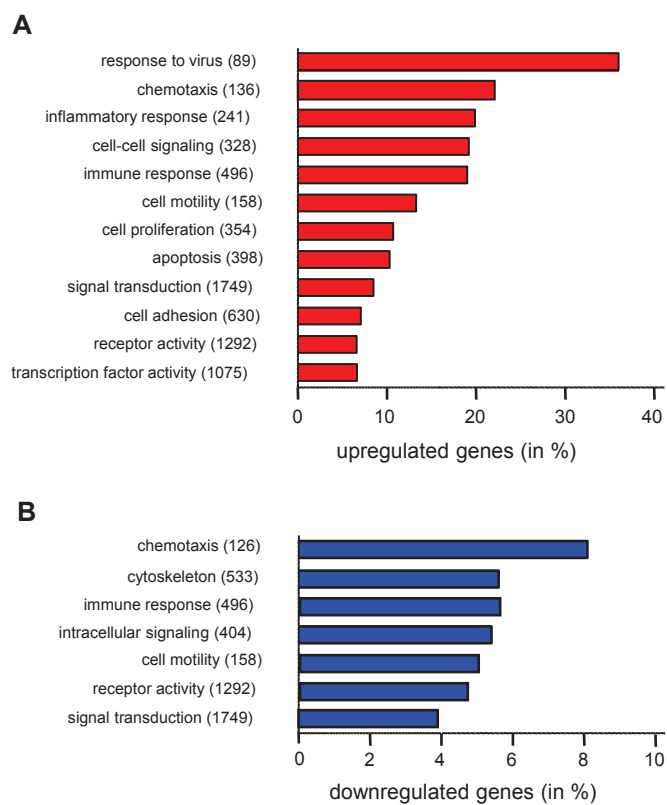 A
response to virus (89)
chemotaxis (136)
inflammatory response (241)
cell-cell signaling (328)
immune response (496)
cell motility (158)
cell proliferation (354)
apoptosis (398)
signal transduction (1749)
cell adhesion (630)
receptor activity (1292)
transcription factor activity (1075)
0 10 20 30 40
upregulated genes (in %)
B
chemotaxis (126)
cytoskeleton (533)
immune response (496)
intracellular signaling (404)
cell motility (158)
receptor activity (1292)
signal transduction (1749)
0 2 4 6 8 10
downregulated genes (in %)